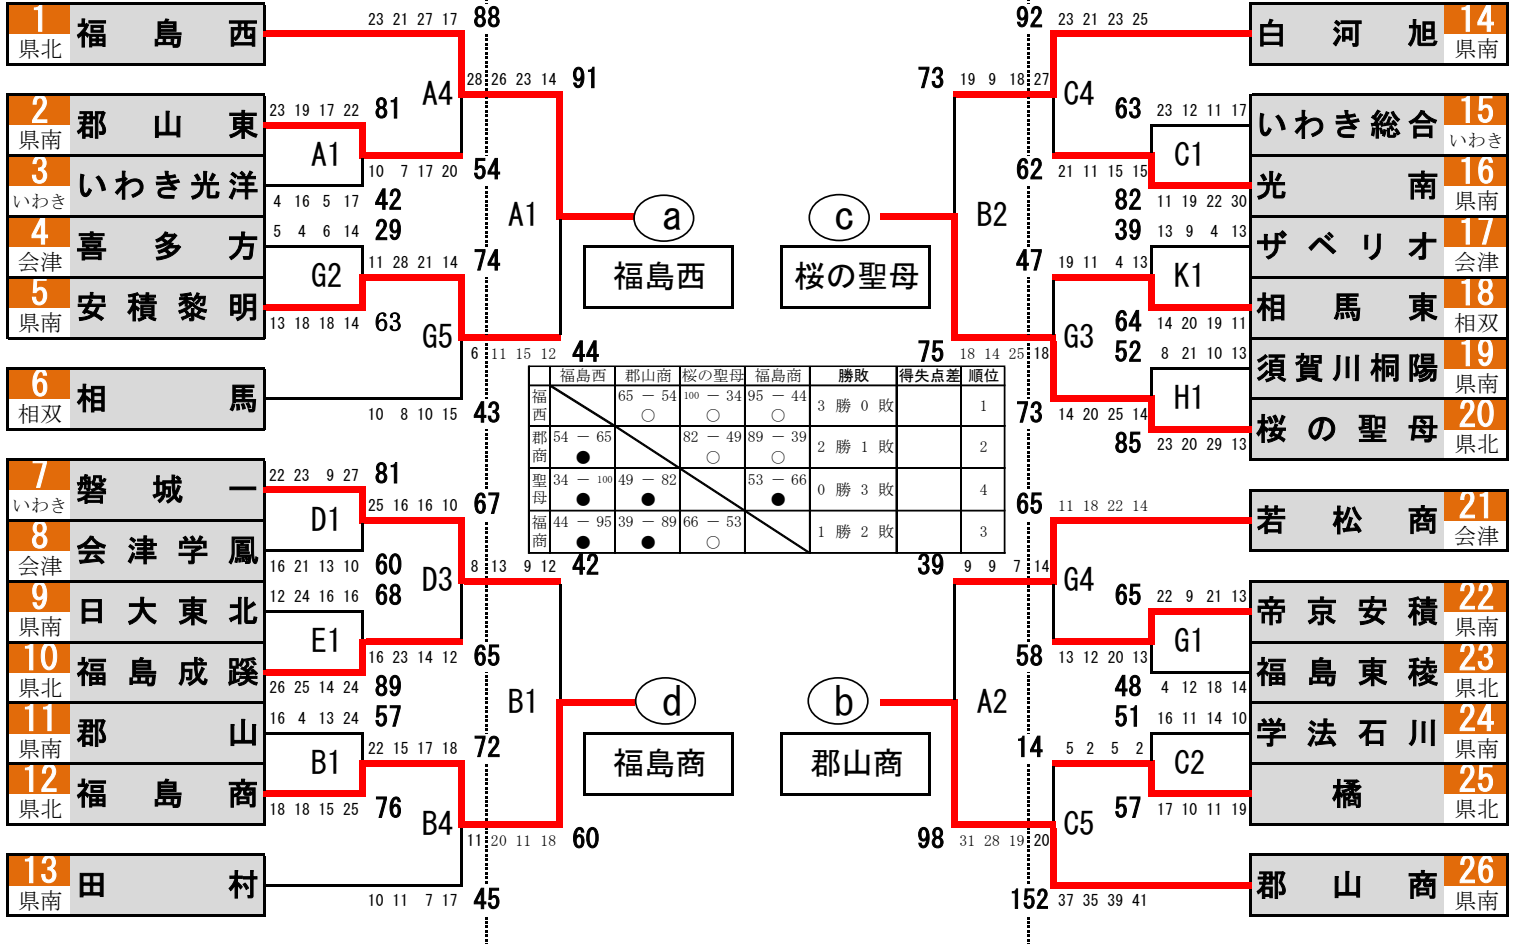 1 県北 福島西
23 21 27 17 88
2 県南 郡山東
23 19 17 22 81
A1
3 いわき いわき光洋
4 16 5 17 42
A4
28 26 23 14 91
10 7 17 20 54
4 会津 喜多方
5 4 6 14 29
G2
5 県南 安積黎明
13 18 18 14 63
11 28 21 14 74
G5
6 11 15 12 44
6 相双 相馬
10 8 10 15 43
A1
a
福島西
7 いわき 磐城一
22 23 9 27 81
D1
8 会津 会津学鳳
16 21 13 10 60
25 16 16 10 67
D3
8 13 9 12 42
9 県南 日大東北
12 24 16 16 68
E1
10 県北 福島成蹊
26 25 14 24 89
16 23 14 12 65
11 県南 郡山
16 4 13 24 57
B1
12 県北 福島商
18 18 15 25 76
22 15 17 18 72
B4
11 20 11 18 60
13 県南 田村
10 11 7 17 45
B1
d
福島商
92 23 21 23 25
白河旭 14 県南
73 19 9 18 27
C4
63 23 12 11 17
いわき総合 15 いわき
C1
光南 16 県南
82 11 19 22 30
62 21 11 15 15
B2
c
桜の聖母
39 13 9 4 13
ザベリオ 17 会津
K1
相馬東 18 相双
64 14 20 19 11
47 19 11 4 13
G3
75 18 14 25 18
52 8 21 10 13
須賀川桐陽 19 県南
H1
桜の聖母 20 県北
85 23 20 29 13
73 14 20 25 14
福島西 郡山商 桜の聖母 福島商 勝敗 得失点差 順位
福西 65 － 54 ○ 100 － 34 ○ 95 － 44 ○ 3 勝 0 敗 1
郡商 54 － 65 ● 82 － 49 ○ 89 － 39 ○ 2 勝 1 敗 2
聖母 34 － 100 ● 49 － 82 ● 53 － 66 ● 0 勝 3 敗 4
福商 44 － 95 ● 39 － 89 ● 66 － 53 ○ 1 勝 2 敗 3
65 11 18 22 14
若松商 21 会津
39 9 9 7 14
G4
65 22 9 21 13
帝京安積 22 県南
G1
福島東稜 23 県北
48 4 12 18 14
58 13 12 20 13
A2
b
郡山商
51 16 11 14 10
学法石川 24 県南
C2
橘 25 県北
57 17 10 11 19
14 5 2 5 2
C5
98 31 28 19 20
郡山商 26 県南
152 37 35 39 41